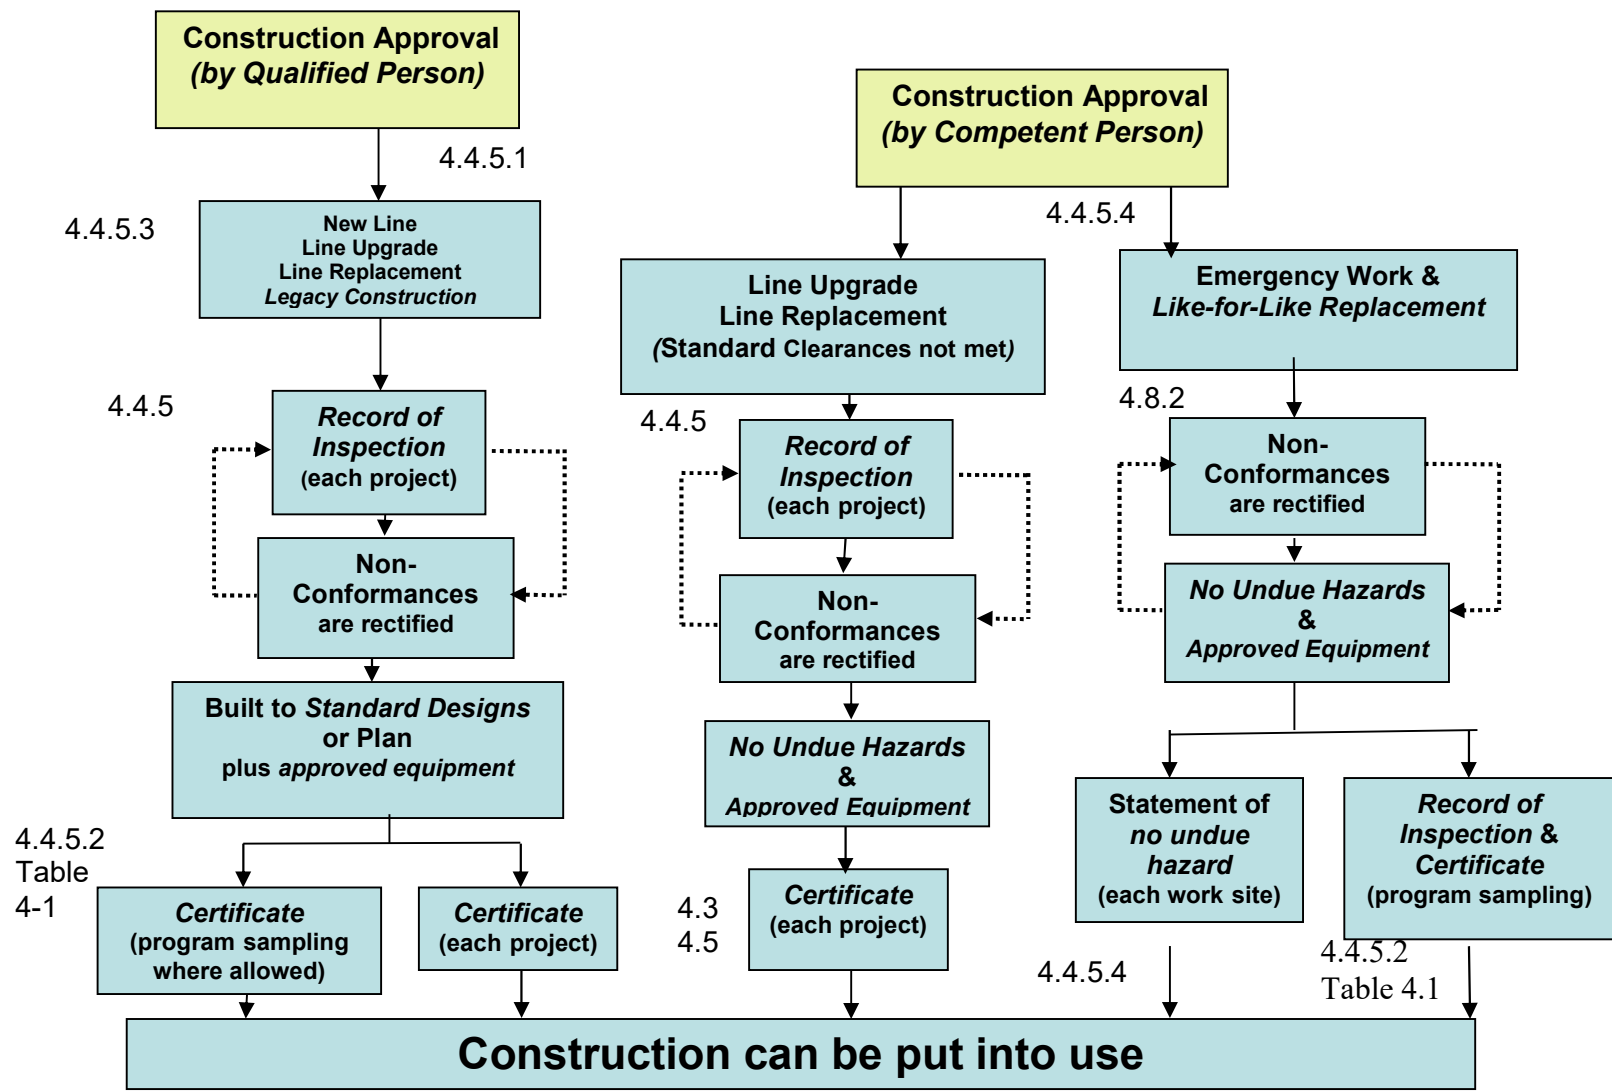 Construction Approval
(by Qualified Person)
4.4.5.1
4.4.5.3
New Line
Line Upgrade
Line Replacement
Legacy Construction
4.4.5
Record of
Inspection
(each project)
Non-
Conformances
are rectified
Built to Standard Designs
or Plan
plus approved equipment
4.4.5.2
Table
4-1
Certificate
(program sampling
where allowed)
Certificate
(each project)
Construction Approval
(by Competent Person)
4.4.5.4
Line Upgrade
Line Replacement
(Standard Clearances not met)
4.4.5
Record of
Inspection
(each project)
Non-
Conformances
are rectified
No Undue Hazards
&
Approved Equipment
4.3
4.5
Certificate
(each project)
Emergency Work &
Like-for-Like Replacement
4.8.2
Non-
Conformances
are rectified
No Undue Hazards
&
Approved Equipment
Statement of
no undue
hazard
(each work site)
4.4.5.4
Record of
Inspection &
Certificate
(program sampling)
4.4.5.2
Table 4.1
Construction can be put into use